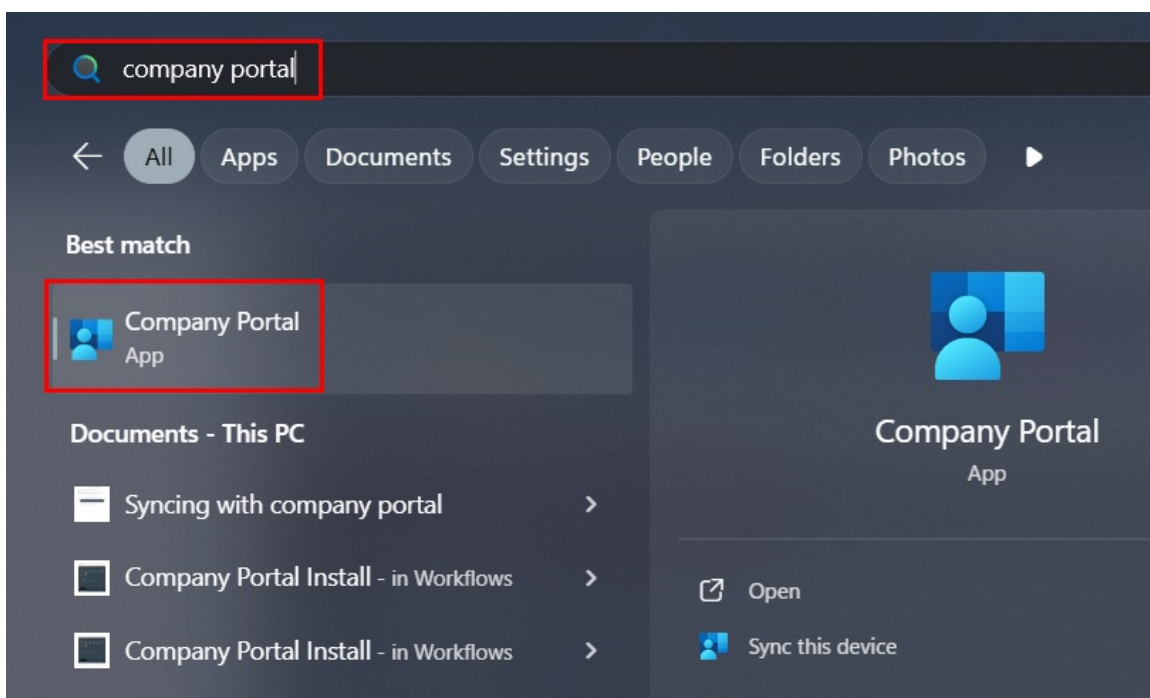 company portal
All Apps Documents Settings People Folders Photos
Best match
Company Portal
App
Documents - This PC
Syncing with company portal
Company Portal Install - in Workflows
Company Portal Install - in Workflows
Company Portal
App
Open
Sync this device